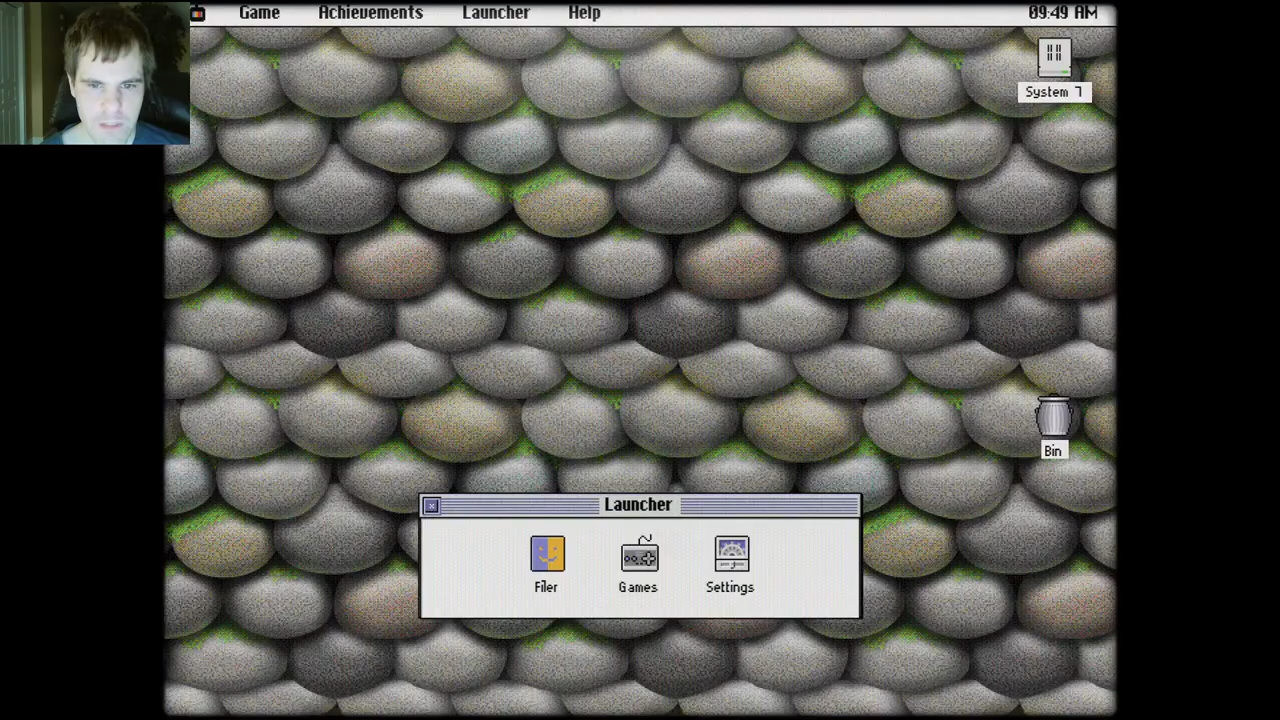 Game Achievements Launcher Help 09:49 AM
System 7
Bin
Launcher
Filer Games Settings